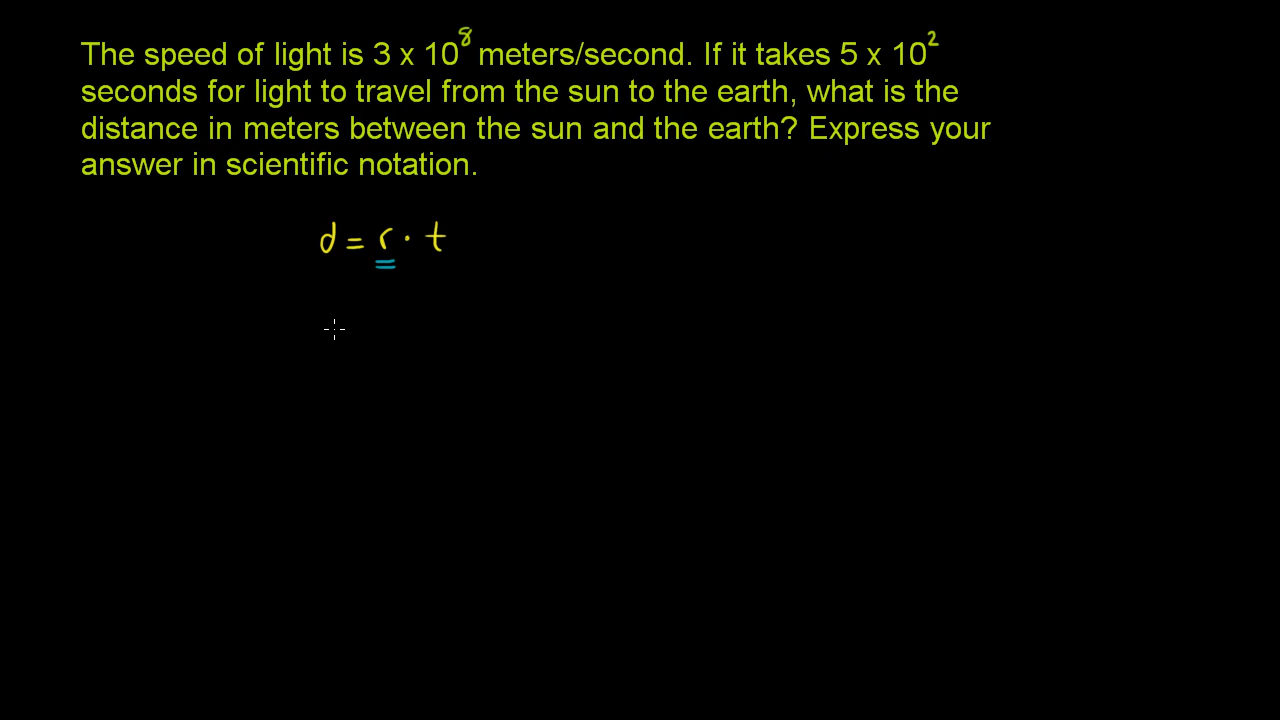 The speed of light is 3 x 10⁸ meters/second. If it takes 5 x 10²
seconds for light to travel from the sun to the earth, what is the
distance in meters between the sun and the earth? Express your
answer in scientific notation.
d = r · t